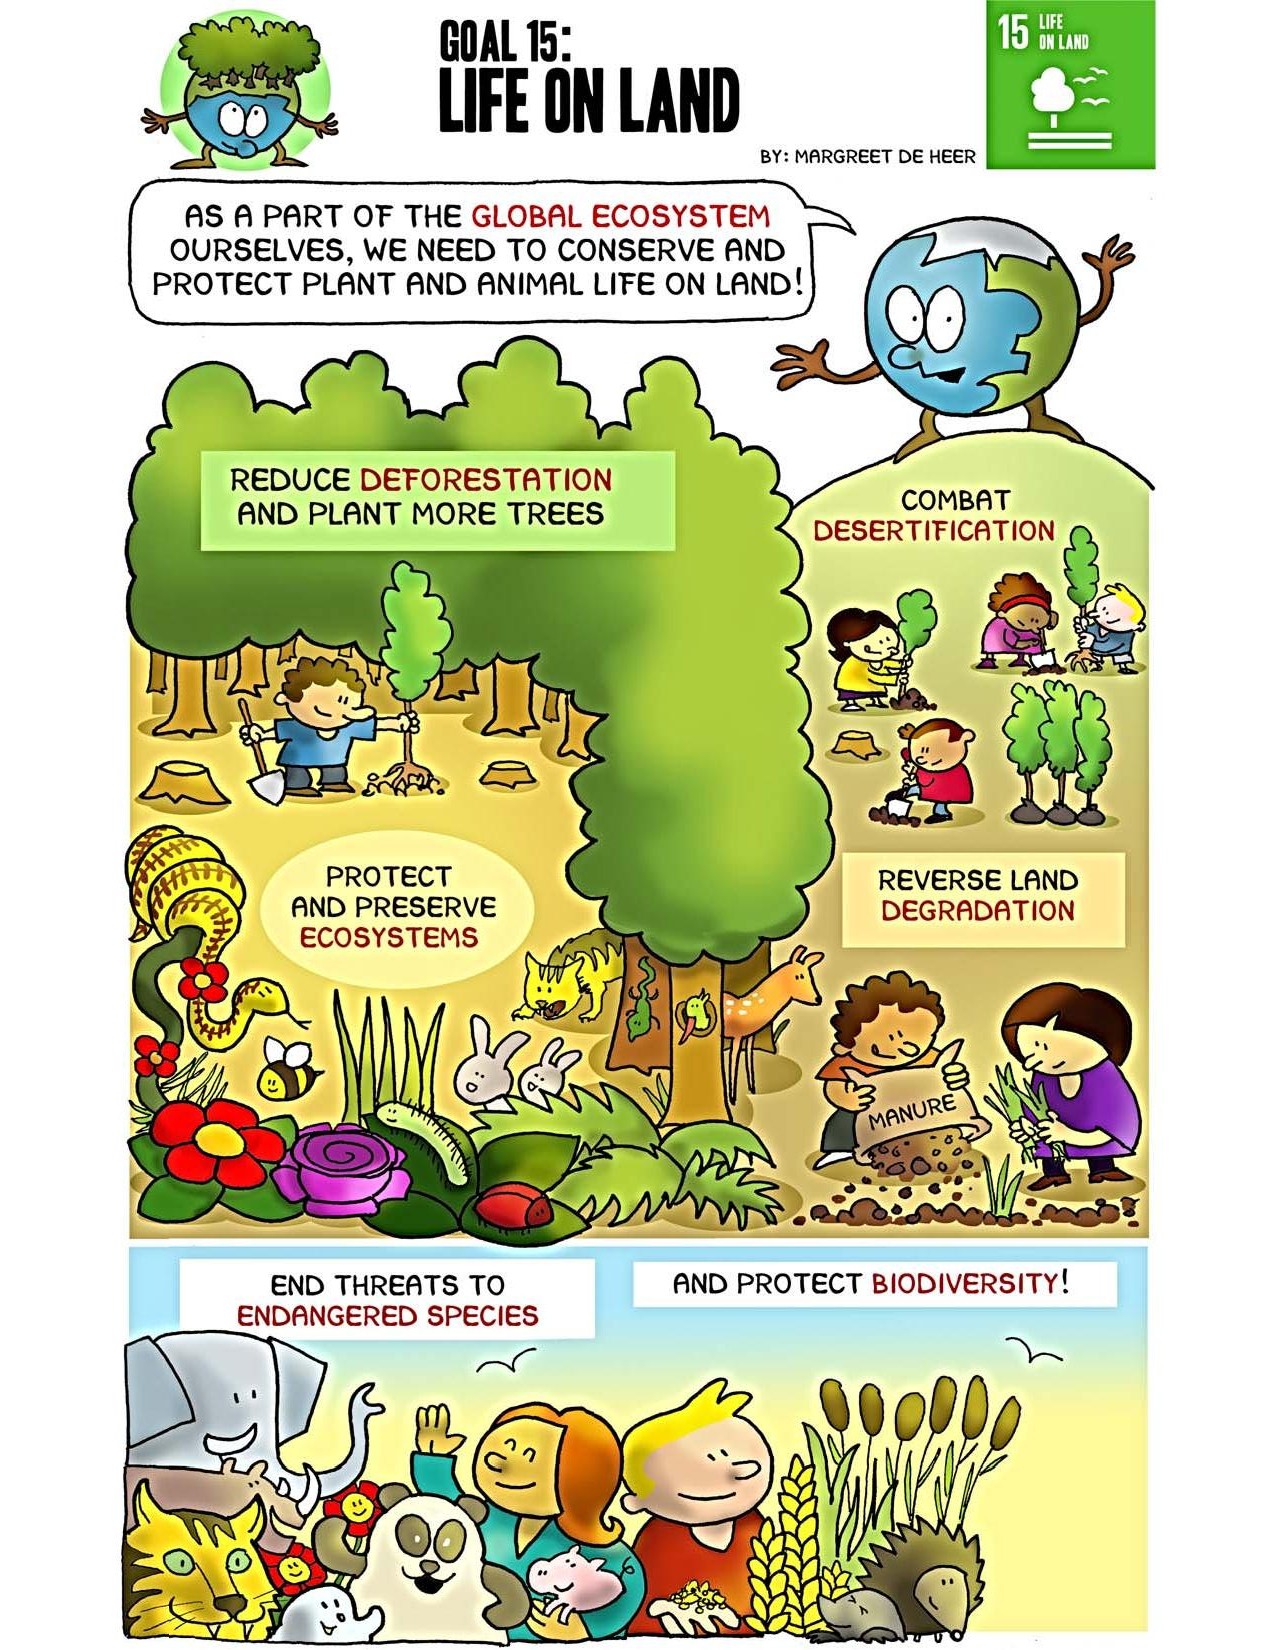 GOAL 15:
LIFE ON LAND
15 LIFE
ON LAND
BY: MARGREET DE HEER
AS A PART OF THE GLOBAL ECOSYSTEM
OURSELVES, WE NEED TO CONSERVE AND
PROTECT PLANT AND ANIMAL LIFE ON LAND!
REDUCE DEFORESTATION
AND PLANT MORE TREES
COMBAT
DESERTIFICATION
PROTECT
AND PRESERVE
ECOSYSTEMS
REVERSE LAND
DEGRADATION
MANURE
END THREATS TO
ENDANGERED SPECIES
AND PROTECT BIODIVERSITY!